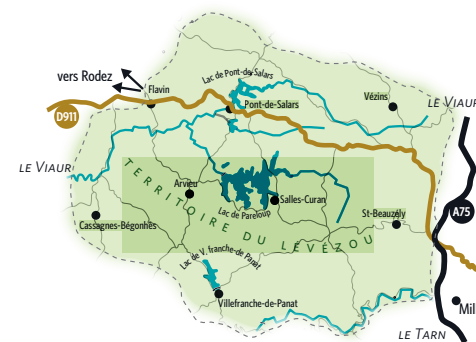 Lac de Pont-de-Salars
vers Rodez
Flavin
Vézins
LE VIAUR
Pont-de-Salars
D911
LE VIAUR
TERRITOIRE DU LÉVÉZOU
Arvieu
Salles-Curan
Lac de Pareloup
A75
St-Beauzély
Cassagnes-Bégonhès
Lac de V. franche-de-Panat
Villefranche-de-Panat
Mil
LE TARN